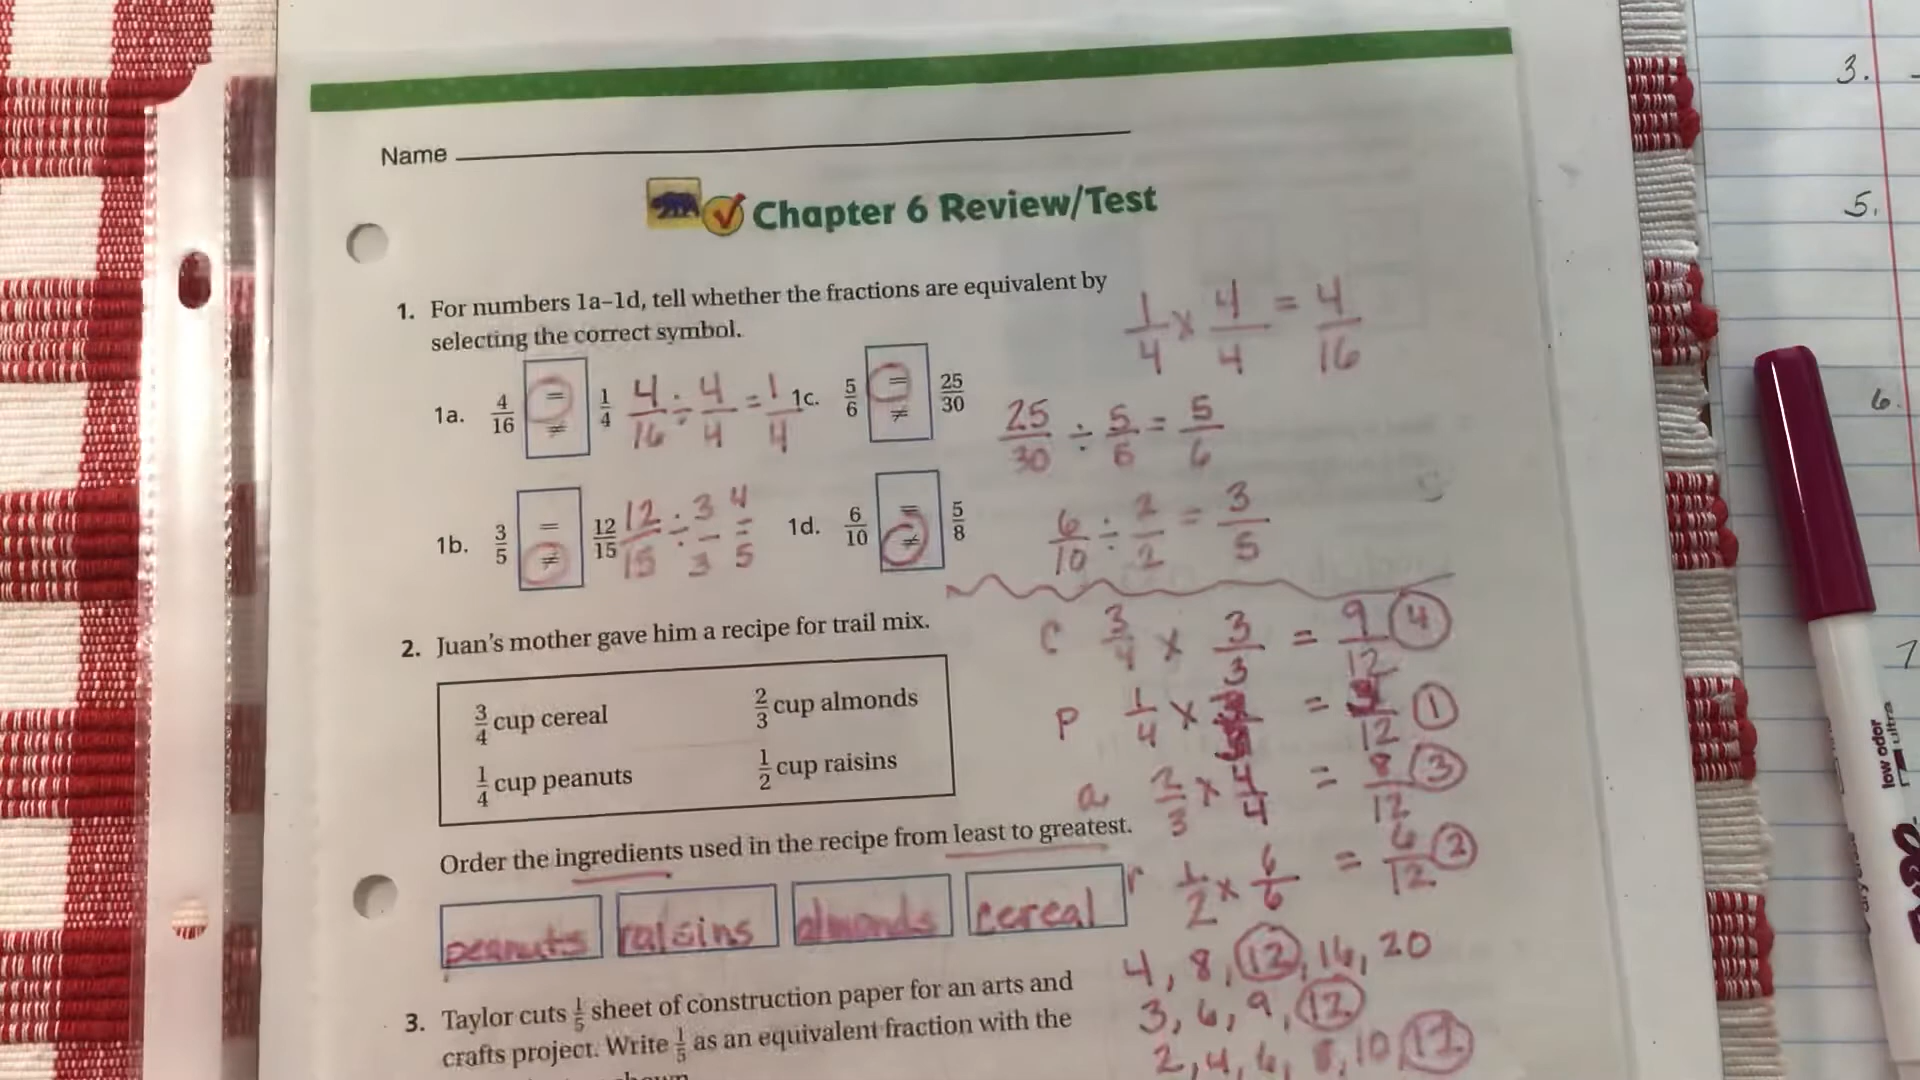 Name
Chapter 6 Review/Test
1. For numbers 1a–1d, tell whether the fractions are equivalent by
selecting the correct symbol.
1/4 × 4/4 = 4/16
1a. 4/16 = ≠ 1/4 4/16 ÷ 4/4 = 1/4
1c. 5/6 = ≠ 25/30
25/30 ÷ 5/5 = 5/6
1b. 3/5 = ≠ 12/15 12/15 ÷ 3/3 = 4/5
1d. 6/10 = ≠ 5/8
6/10 ÷ 2/2 = 3/5
2. Juan's mother gave him a recipe for trail mix.
3/4 cup cereal 2/3 cup almonds
1/4 cup peanuts 1/2 cup raisins
C 3/4 × 3/3 = 9/12 4
P 1/4 × 3/3 = 3/12 1
a 2/3 × 4/4 = 8/12 3
r 1/2 × 6/6 = 6/12 2
Order the ingredients used in the recipe from least to greatest.
peanuts raisins almonds cereal
4, 8, 12, 16, 20
3, 6, 9, 12
2, 4, 6, 8, 10, 12
3. Taylor cuts 1/5 sheet of construction paper for an arts and
crafts project. Write 1/5 as an equivalent fraction with the
shown
3.
5.
6.
7
low odor
ultra